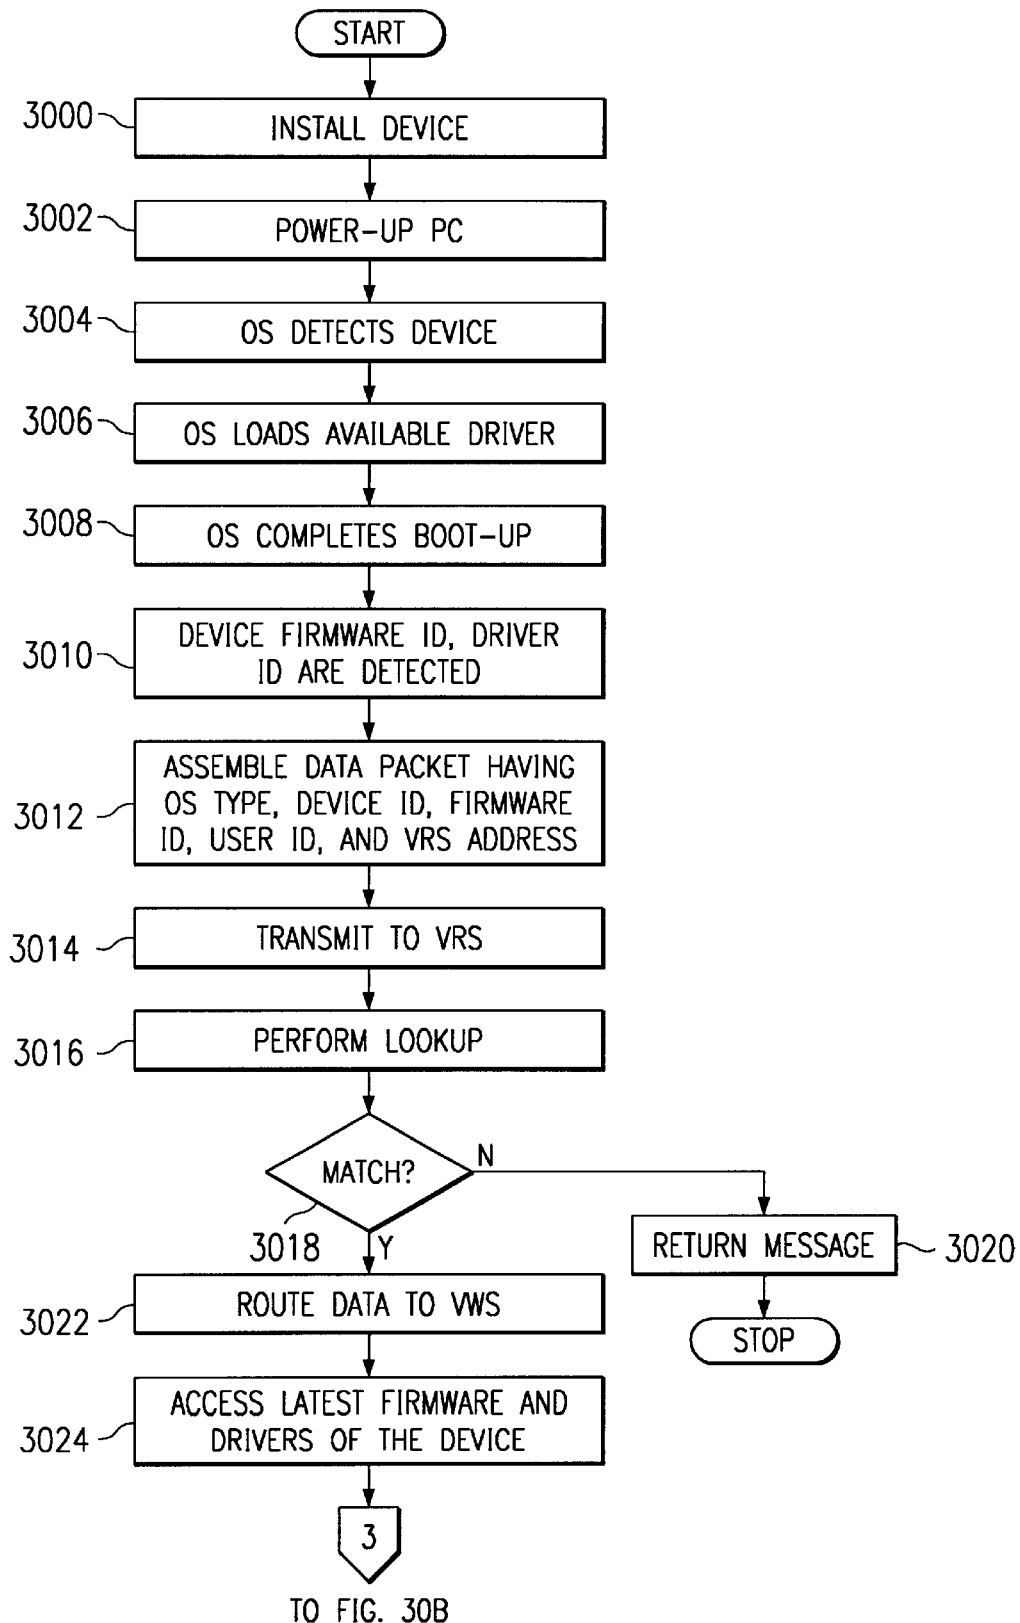 START
3000
INSTALL DEVICE
3002
POWER-UP PC
3004
OS DETECTS DEVICE
3006
OS LOADS AVAILABLE DRIVER
3008
OS COMPLETES BOOT-UP
3010
DEVICE FIRMWARE ID, DRIVER
ID ARE DETECTED
3012
ASSEMBLE DATA PACKET HAVING
OS TYPE, DEVICE ID, FIRMWARE
ID, USER ID, AND VRS ADDRESS
3014
TRANSMIT TO VRS
3016
PERFORM LOOKUP
MATCH?
N
3018
Y
RETURN MESSAGE
3020
STOP
3022
ROUTE DATA TO VWS
3024
ACCESS LATEST FIRMWARE AND
DRIVERS OF THE DEVICE
3
TO FIG. 30B